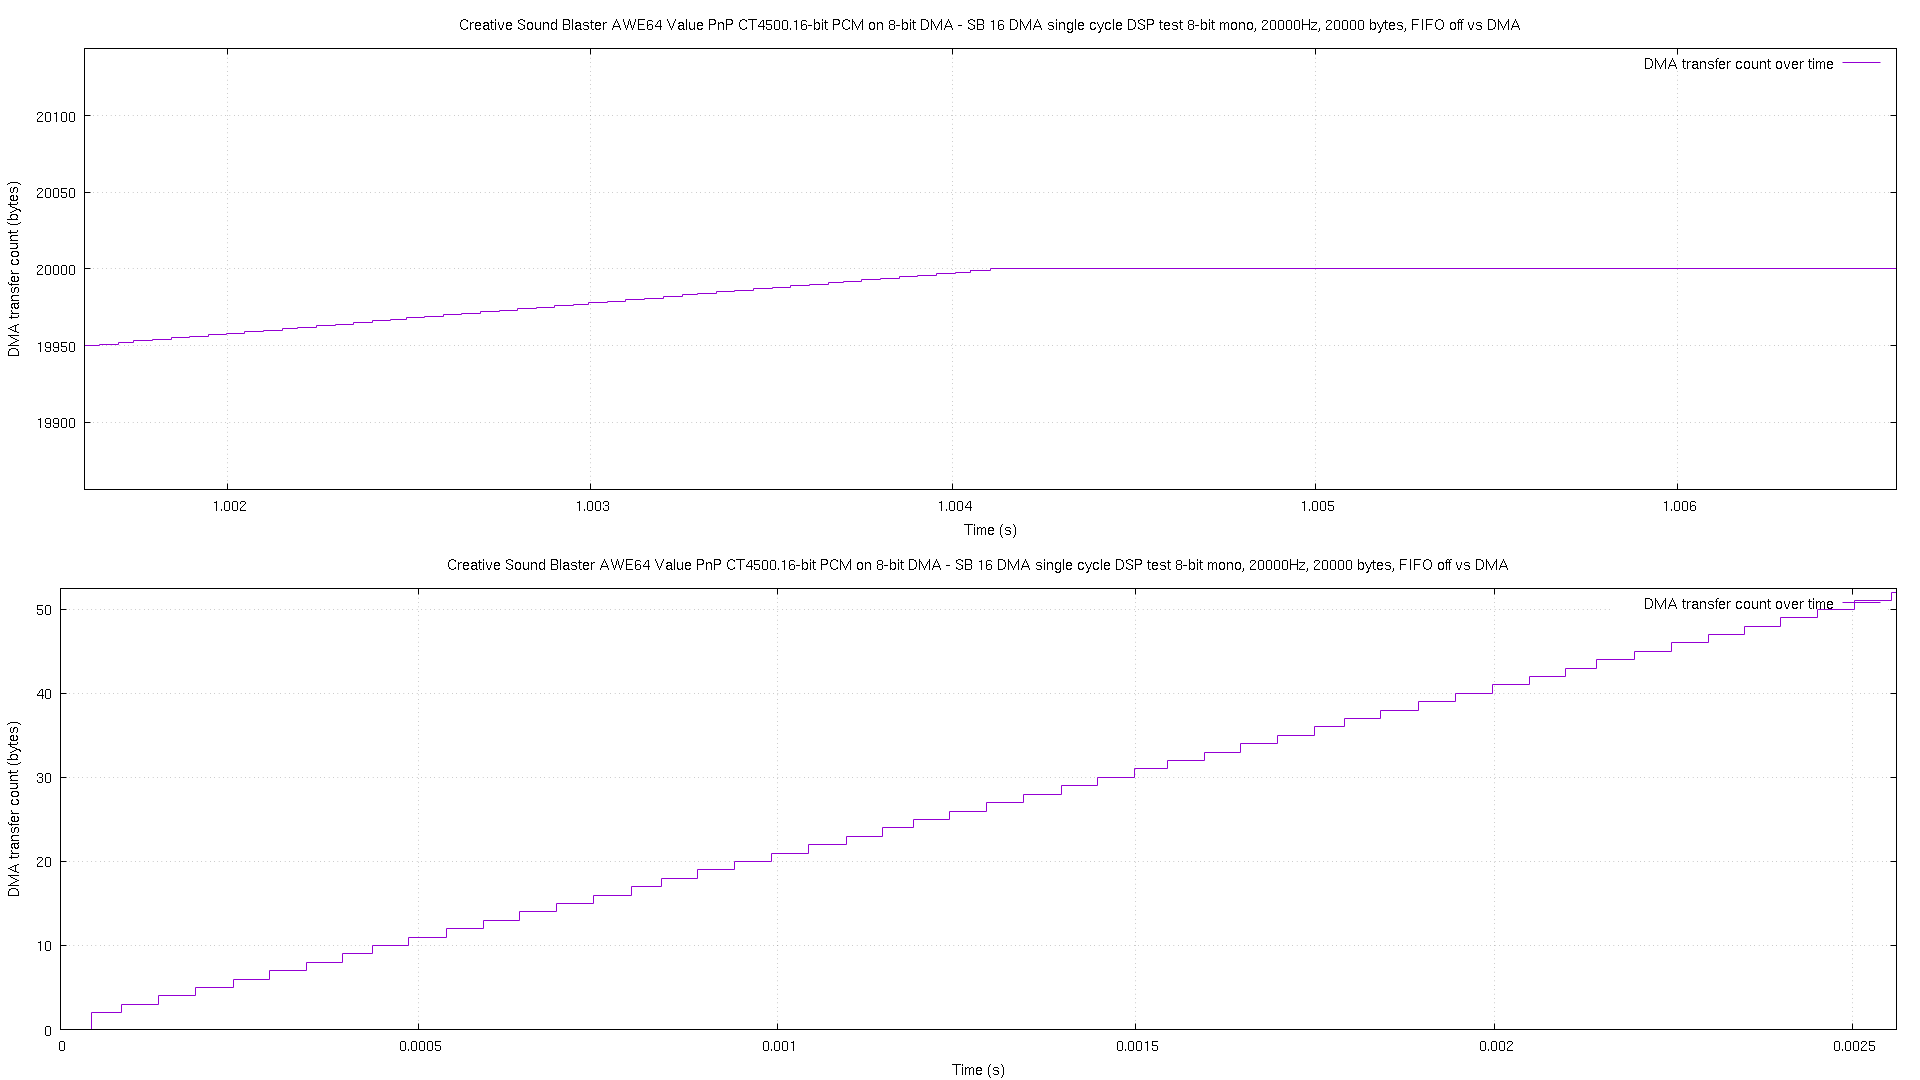 Creative Sound Blaster AWE64 Value PnP CT4500.16-bit PCM on 8-bit DMA - SB 16 DMA single cycle DSP test 8-bit mono, 20000Hz, 20000 bytes, FIFO off vs DMA
DMA transfer count over time
DMA transfer count (bytes)
20100
20050
20000
19950
19900
1.002 1.003 1.004 1.005 1.006
Time (s)
Creative Sound Blaster AWE64 Value PnP CT4500.16-bit PCM on 8-bit DMA - SB 16 DMA single cycle DSP test 8-bit mono, 20000Hz, 20000 bytes, FIFO off vs DMA
DMA transfer count over time
DMA transfer count (bytes)
50
40
30
20
10
0
0 0.0005 0.001 0.0015 0.002 0.0025
Time (s)